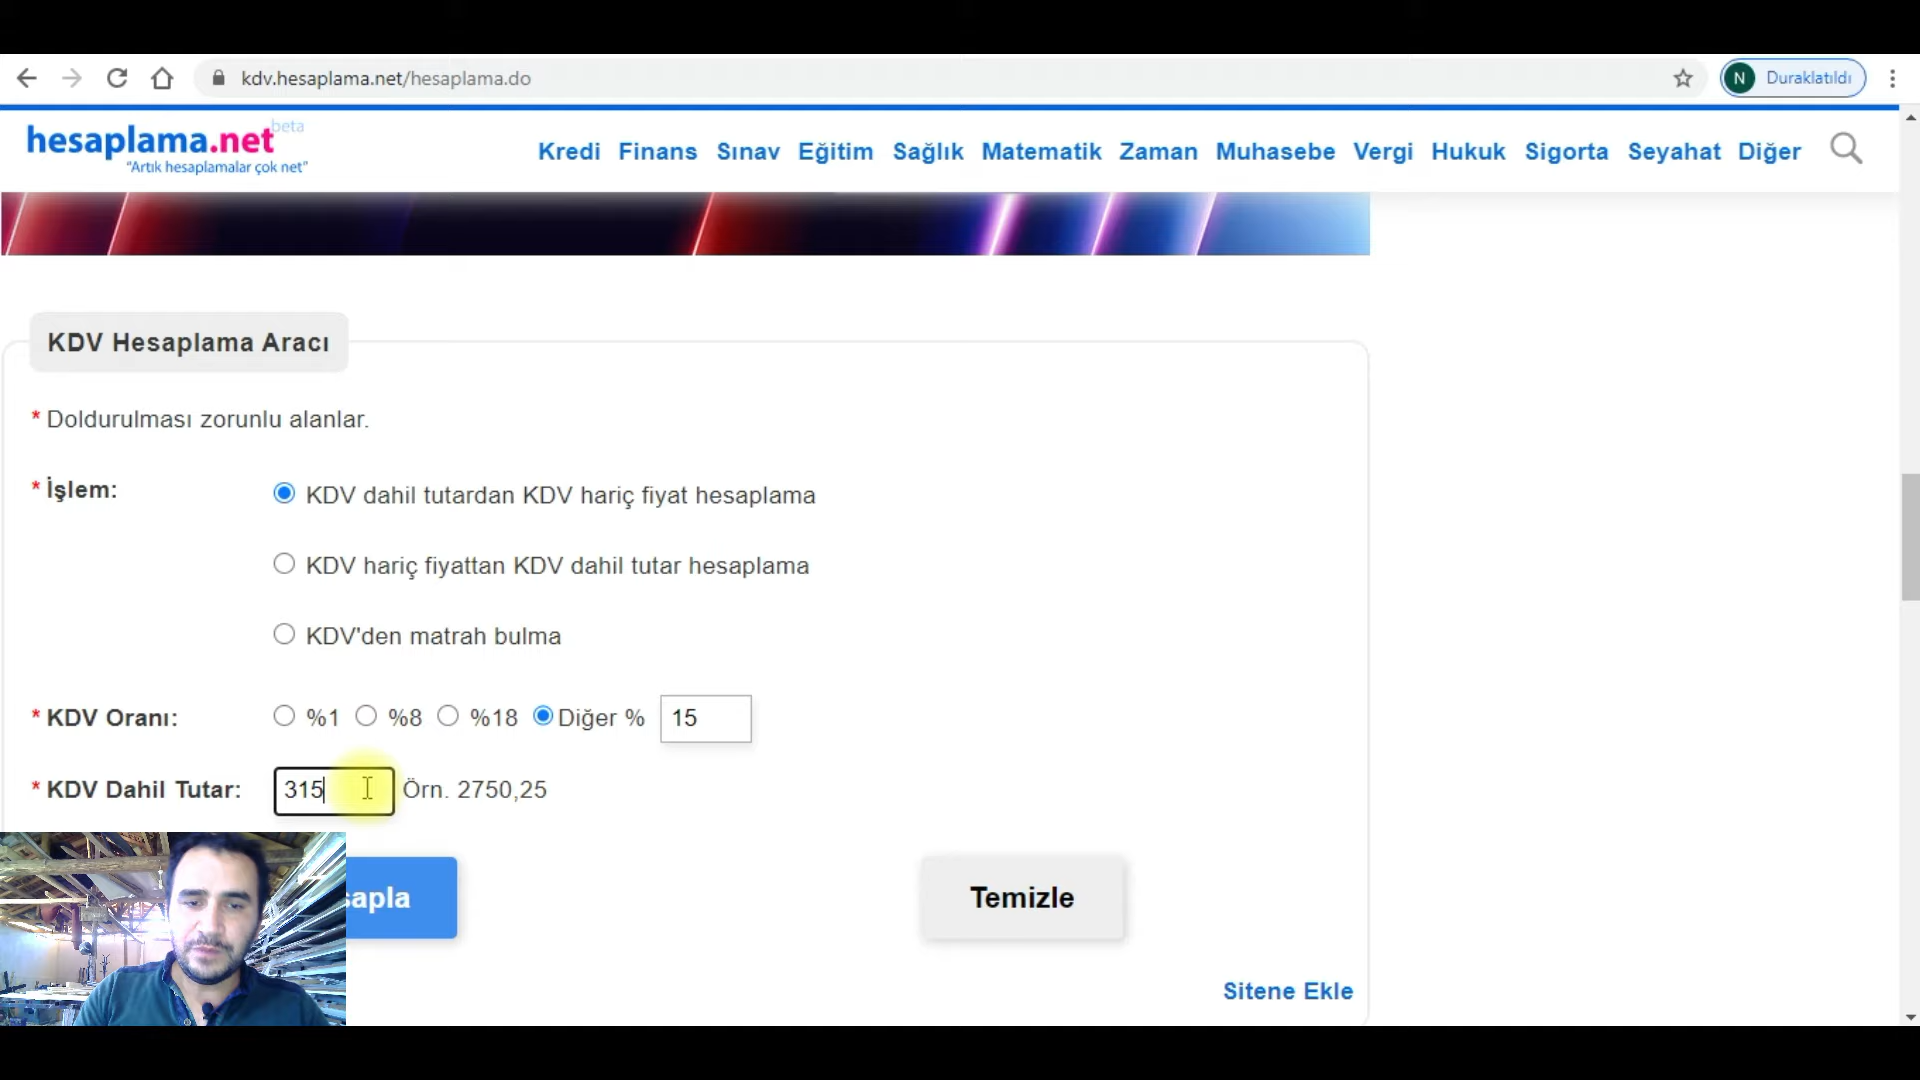 kdv.hesaplama.net/hesaplama.do
N Duraklatıldı
hesaplama.net beta
"Artık hesaplamalar çok net"
Kredi Finans Sınav Eğitim Sağlık Matematik Zaman Muhasebe Vergi Hukuk Sigorta Seyahat Diğer
KDV Hesaplama Aracı
* Doldurulması zorunlu alanlar.
* İşlem:
KDV dahil tutardan KDV hariç fiyat hesaplama
KDV hariç fiyattan KDV dahil tutar hesaplama
KDV'den matrah bulma
* KDV Oranı: %1 %8 %18 Diğer % 15
* KDV Dahil Tutar: 315 Örn. 2750,25
sapla
Temizle
Sitene Ekle